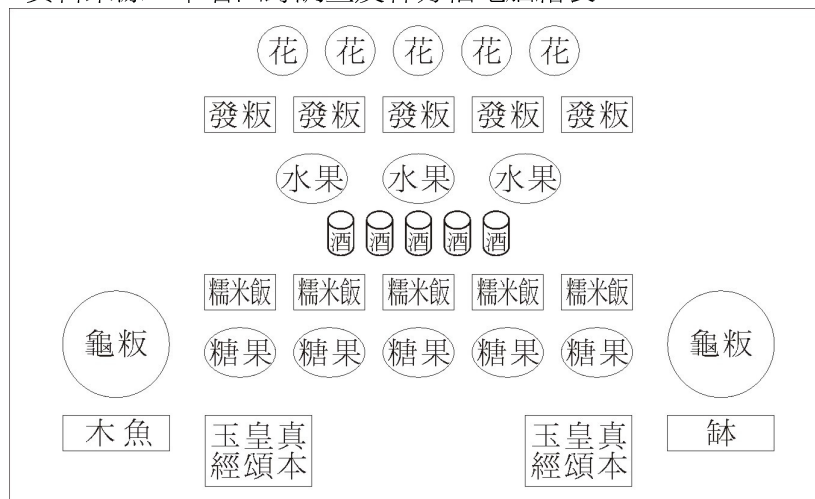 花 花 花 花 花
發粄 發粄 發粄 發粄 發粄
水果 水果 水果
酒 酒 酒 酒 酒
糯米飯 糯米飯 糯米飯 糯米飯 糯米飯
龜粄 糖果 糖果 糖果 糖果 糖果 龜粄
木魚 玉皇真 玉皇真 缽
經頌本 經頌本